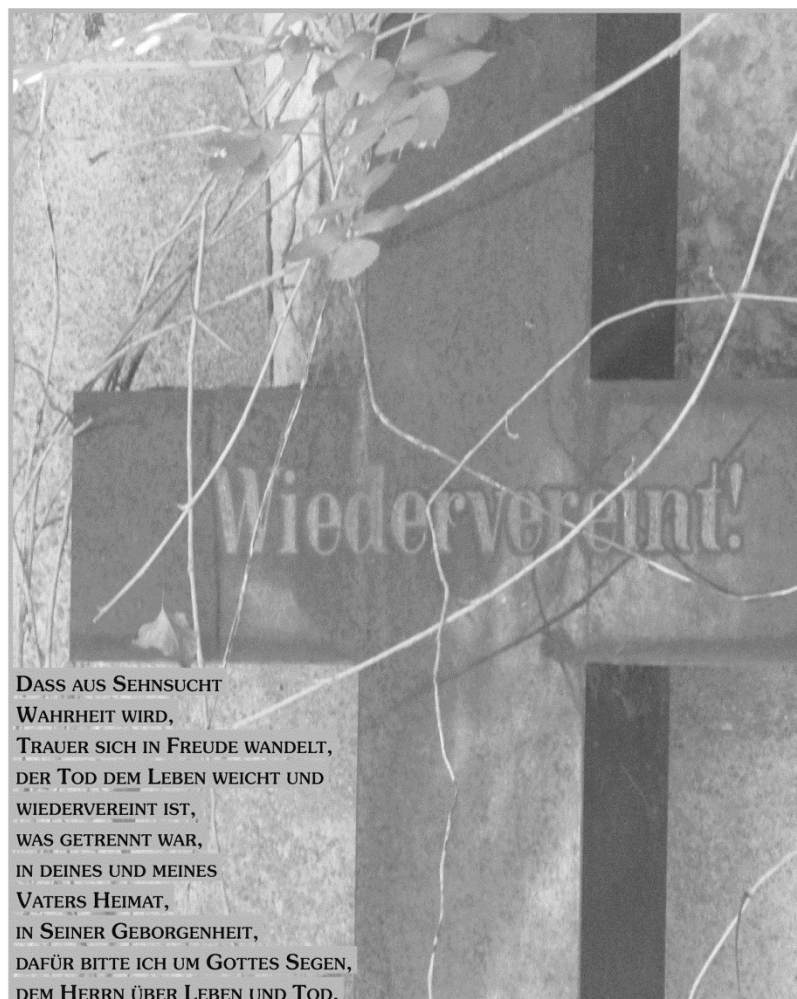 Wiedervereint!
DASS AUS SEHNSUCHT
WAHRHEIT WIRD,
TRAUER SICH IN FREUDE WANDELT,
DER TOD DEM LEBEN WEICHT UND
WIEDERVEREINT IST,
WAS GETRENNT WAR,
IN DEINES UND MEINES
VATERS HEIMAT,
IN SEINER GEBORGENHEIT,
DAFÜR BITTE ICH UM GOTTES SEGEN,
DEM HERRN ÜBER LEBEN UND TOD.